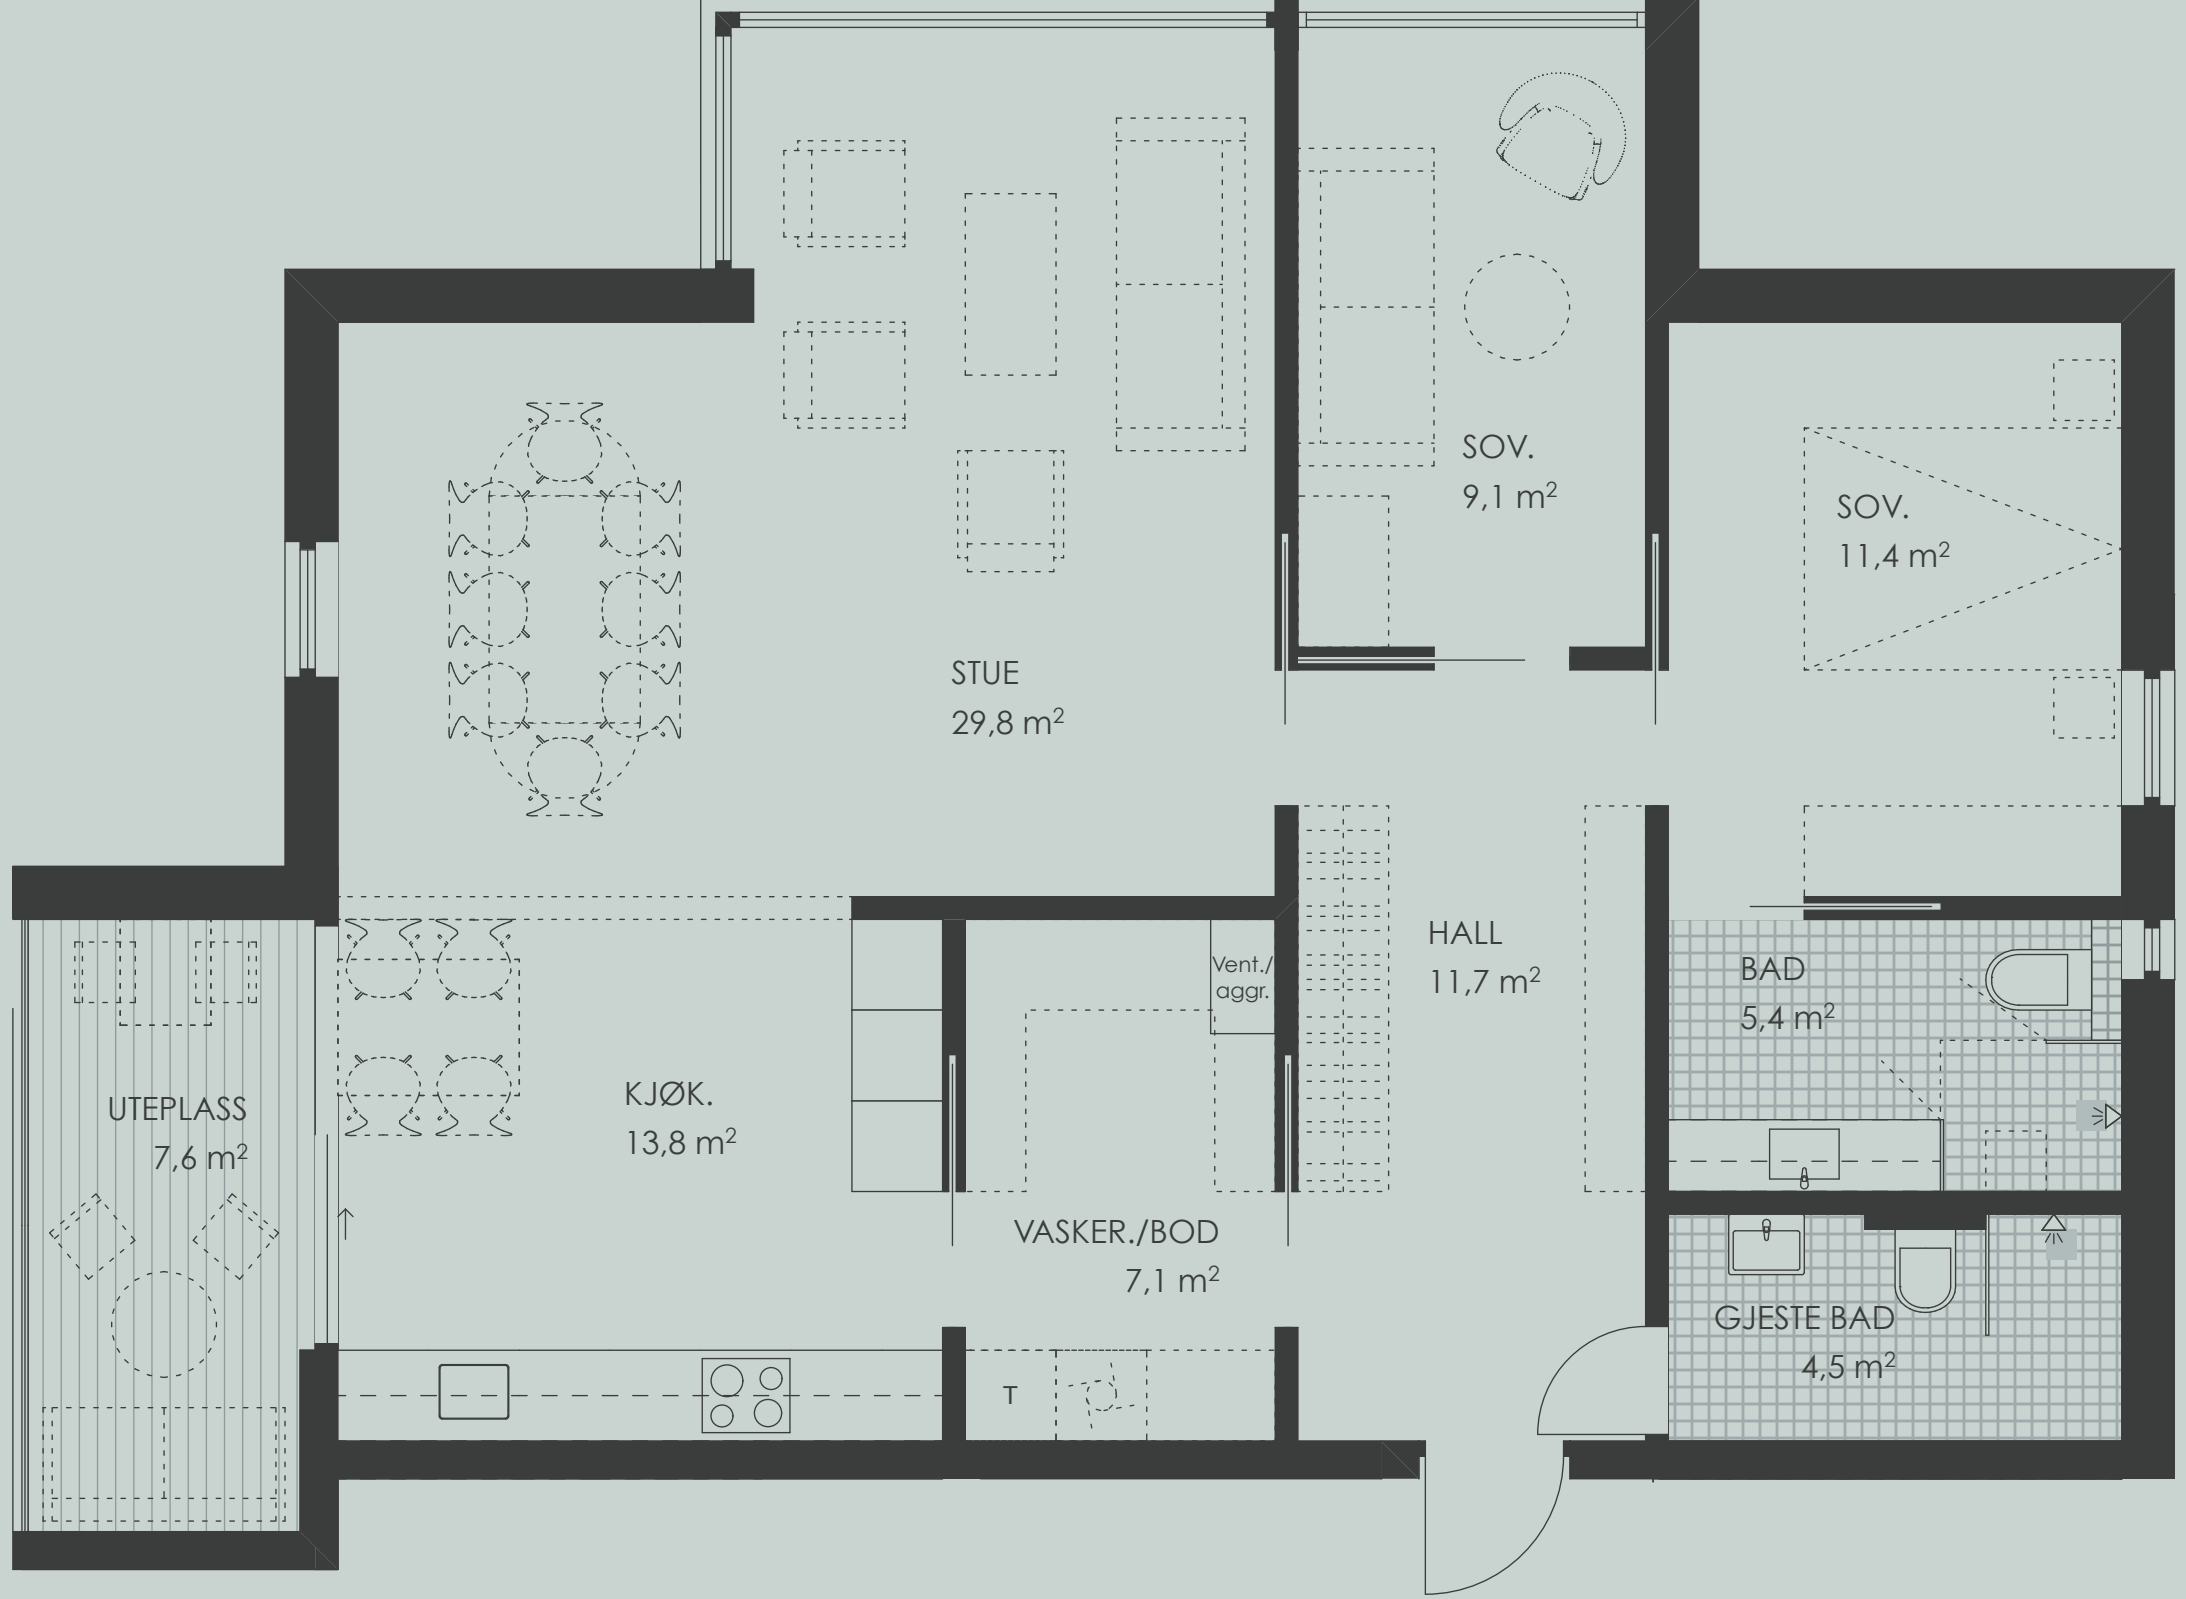 SOV.
9,1 m²
SOV.
11,4 m²
STUE
29,8 m²
HALL
11,7 m²
Vent./
aggr.
BAD
5,4 m²
KJØK.
13,8 m²
UTEPLASS
7,6 m²
VASKER./BOD
7,1 m²
GJESTE BAD
4,5 m²
T